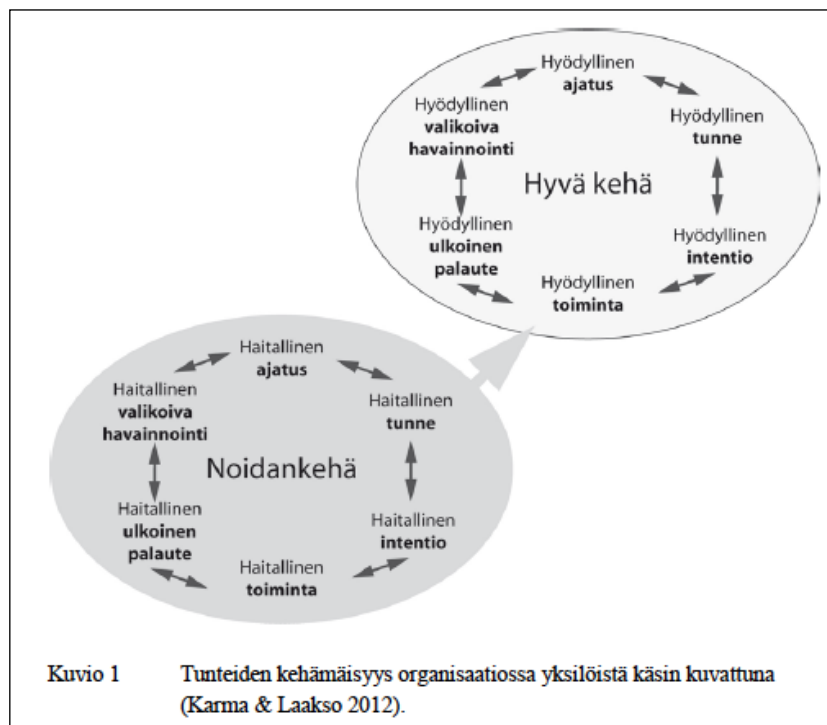 Hyödyllinen
ajatus
Hyödyllinen
valikoiva
havainnointi
Hyödyllinen
tunne
Hyvä kehä
Hyödyllinen
ulkoinen
palaute
Hyödyllinen
intentio
Hyödyllinen
toiminta
Haitallinen
ajatus
Haitallinen
valikoiva
havainnointi
Haitallinen
tunne
Noidankehä
Haitallinen
ulkoinen
palaute
Haitallinen
intentio
Haitallinen
toiminta
Kuvio 1 Tunteiden kehämäisyys organisaatiossa yksilöistä käsin kuvattuna
(Karma & Laakso 2012).